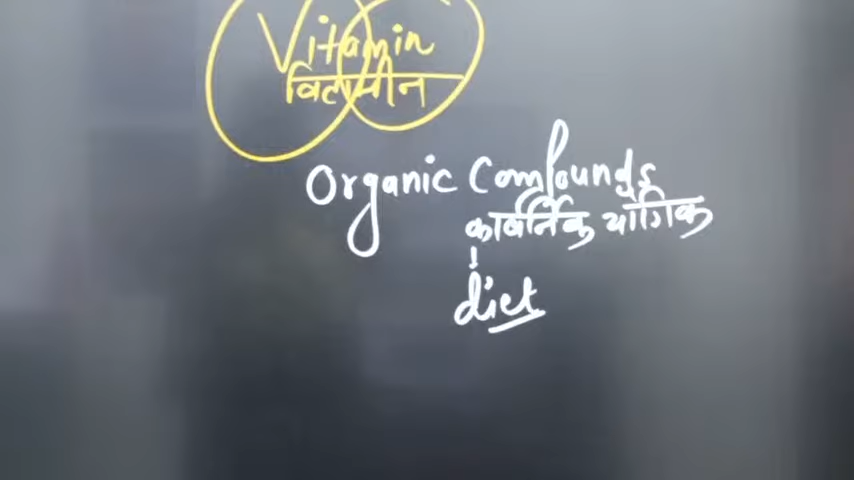 Vitamin
विटामीन
Organic Compounds
कार्बनिक यौगिक
diet